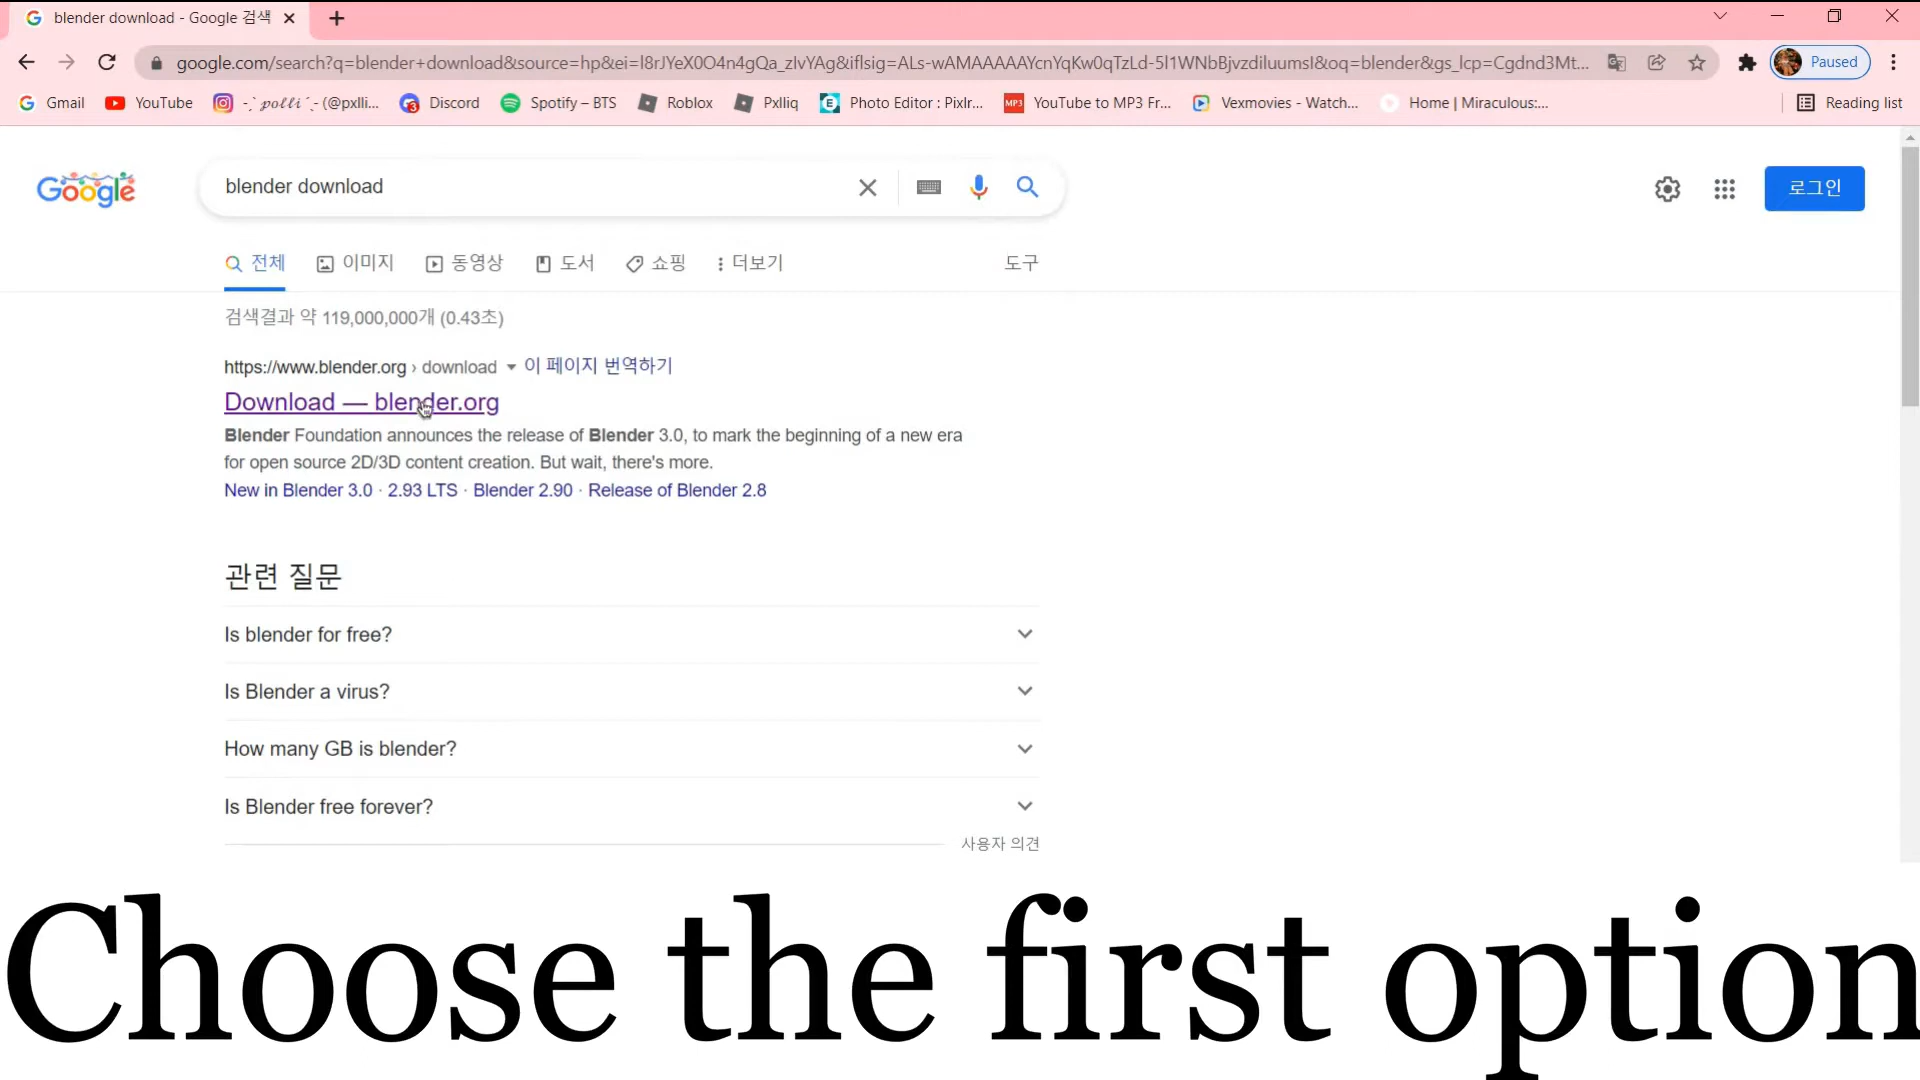 blender download - Google 검색
google.com/search?q=blender+download&source=hp&ei=l8rJYeX0O4n4gQa_zIvYAg&iflsig=ALs-wAMAAAAAYcnYqKw0qTzLd-5l1WNbBjvzdiluumsI&oq=blender&gs_lcp=Cgdnd3Mt...
Paused
Gmail YouTube -ˏˋ𝓅𝑜𝓁𝓁𝒾ˊˎ- (@pxlli... Discord Spotify – BTS Roblox Pxlliq Photo Editor : Pixlr... YouTube to MP3 Fr... Vexmovies - Watch... Home | Miraculous:... Reading list
Google
blender download
로그인
전체 이미지 동영상 도서 쇼핑 더보기 도구
검색결과 약 119,000,000개 (0.43초)
https://www.blender.org › download 이 페이지 번역하기
Download — blender.org
Blender Foundation announces the release of Blender 3.0, to mark the beginning of a new era
for open source 2D/3D content creation. But wait, there's more.
New in Blender 3.0 · 2.93 LTS · Blender 2.90 · Release of Blender 2.8
관련 질문
Is blender for free?
Is Blender a virus?
How many GB is blender?
Is Blender free forever?
사용자 의견
Choose the first option